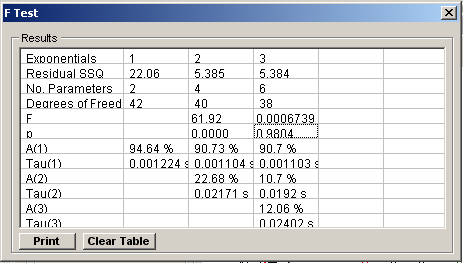 F Test
Results
Exponentials 1 2 3
Residual SSQ 22.06 5.385 5.384
No. Parameters 2 4 6
Degrees of Freed 42 40 38
F 61.92 0.0006739
p 0.0000 0.9804
A(1) 94.64 % 90.73 % 90.7 %
Tau(1) 0.001224 s 0.001104 s 0.001103 s
A(2) 22.68 % 10.7 %
Tau(2) 0.02171 s 0.0192 s
A(3) 12.06 %
Tau(3) 0.02402 s
Print Clear Table